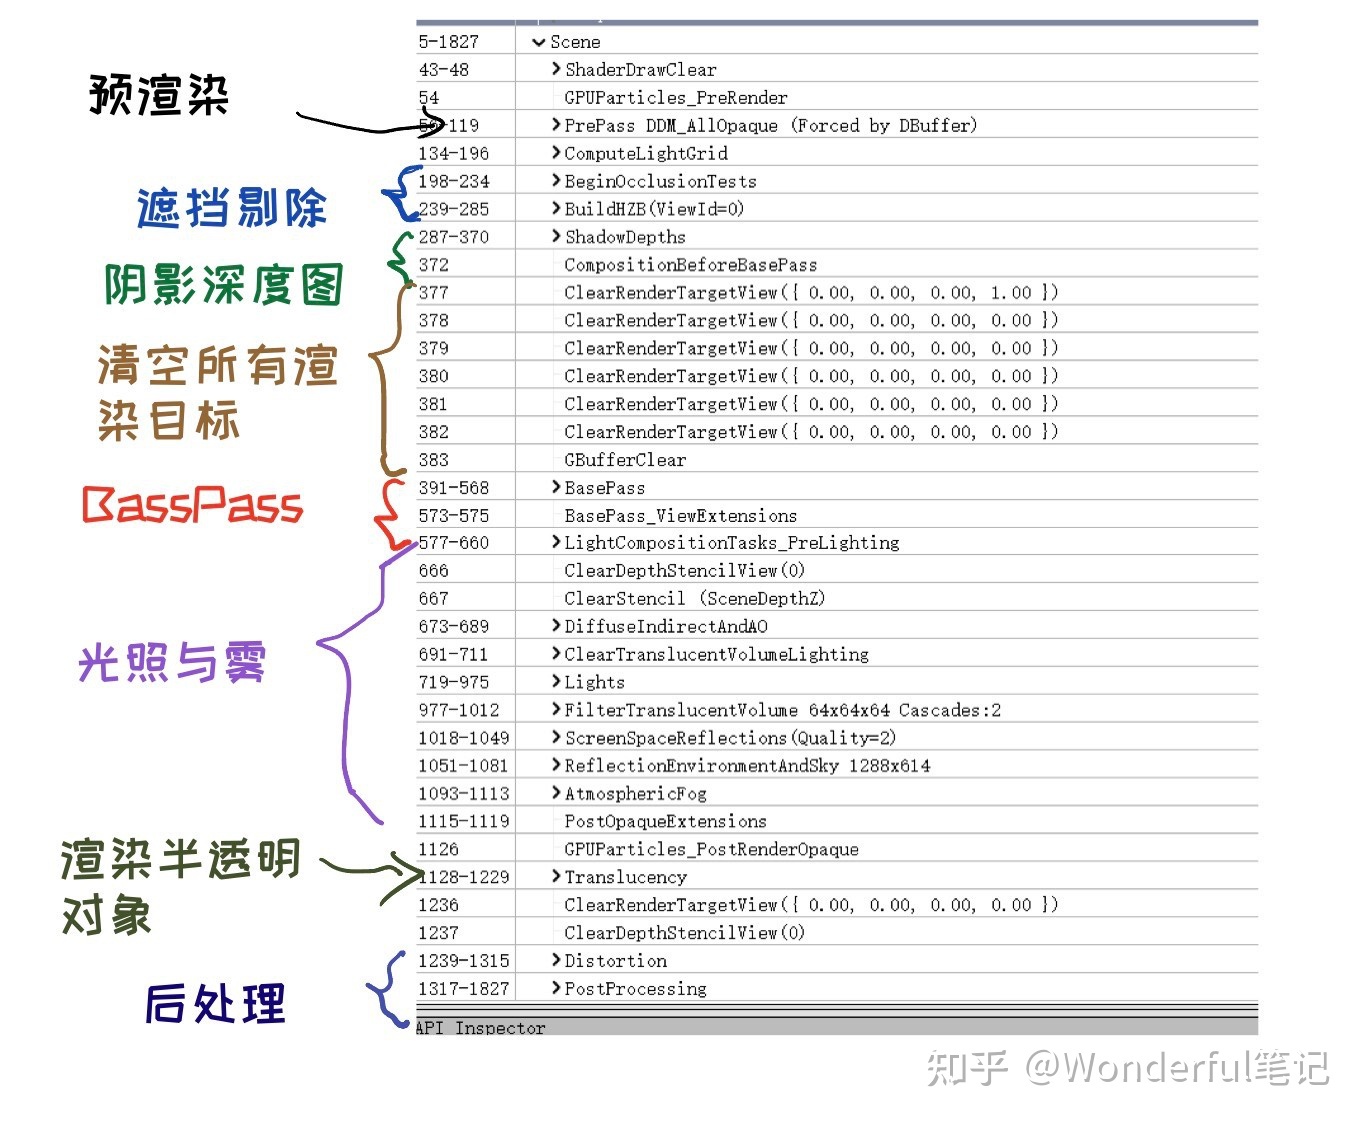 5-1827 Scene
43-48 ShaderDrawClear
预渲染
54 GPUParticles_PreRender
-119 PrePass DDM_AllOpaque (Forced by DBuffer)
134-196 ComputeLightGrid
遮挡剔除
198-234 BeginOcclusionTests
239-285 BuildHZB(ViewId=0)
287-370 ShadowDepths
阴影深度图
372 CompositionBeforeBasePass
377 ClearRenderTargetView({ 0.00, 0.00, 0.00, 1.00 })
378 ClearRenderTargetView({ 0.00, 0.00, 0.00, 0.00 })
清空所有渲
染目标
379 ClearRenderTargetView({ 0.00, 0.00, 0.00, 0.00 })
380 ClearRenderTargetView({ 0.00, 0.00, 0.00, 0.00 })
381 ClearRenderTargetView({ 0.00, 0.00, 0.00, 0.00 })
382 ClearRenderTargetView({ 0.00, 0.00, 0.00, 0.00 })
383 GBufferClear
BassPass
391-568 BasePass
573-575 BasePass_ViewExtensions
577-660 LightCompositionTasks_PreLighting
666 ClearDepthStencilView(0)
667 ClearStencil (SceneDepthZ)
673-689 DiffuseIndirectAndAO
光照与雾
691-711 ClearTranslucentVolumeLighting
719-975 Lights
977-1012 FilterTranslucentVolume 64x64x64 Cascades:2
1018-1049 ScreenSpaceReflections(Quality=2)
1051-1081 ReflectionEnvironmentAndSky 1288x614
1093-1113 AtmosphericFog
1115-1119 PostOpaqueExtensions
渲染半透明
对象
1126 GPUParticles_PostRenderOpaque
1128-1229 Translucency
1236 ClearRenderTargetView({ 0.00, 0.00, 0.00, 0.00 })
1237 ClearDepthStencilView(0)
1239-1315 Distortion
后处理
1317-1827 PostProcessing
API Inspector
知乎 @Wonderful笔记